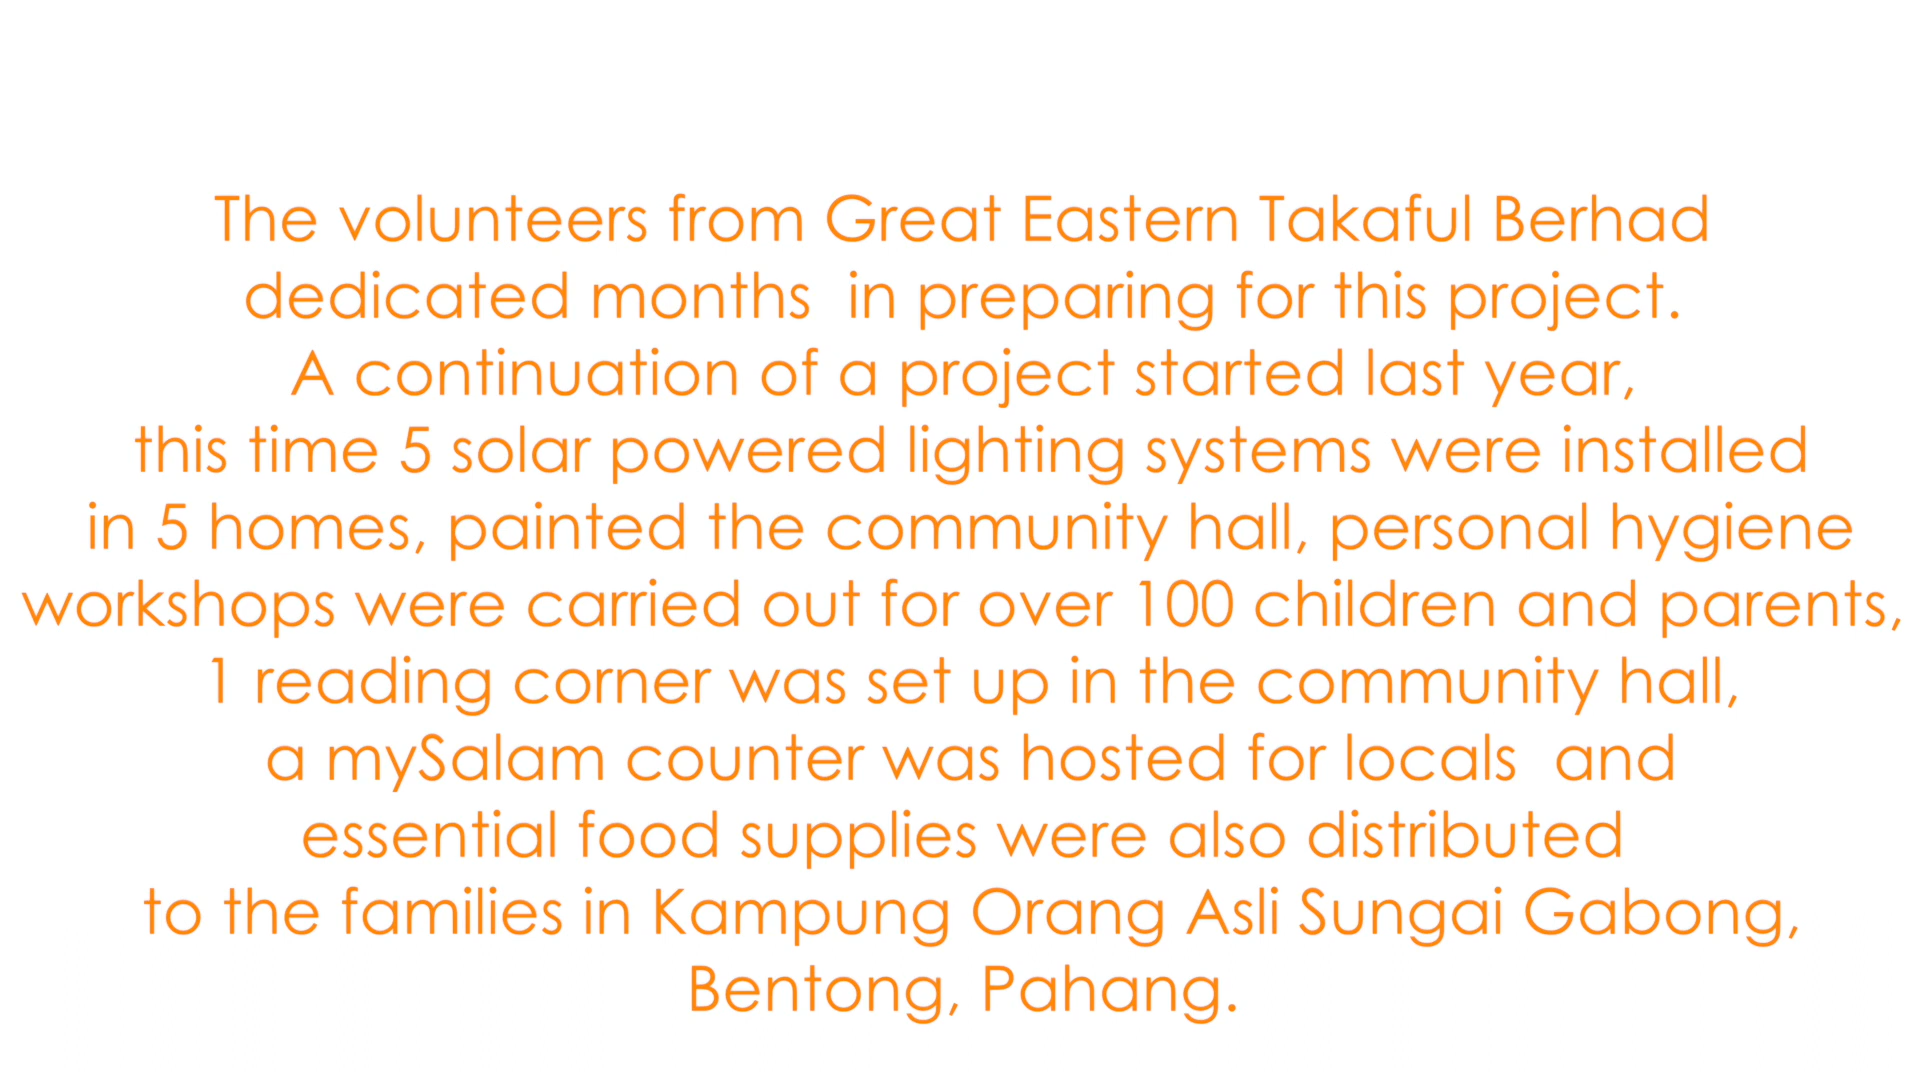 The volunteers from Great Eastern Takaful Berhad
dedicated months  in preparing for this project.
A continuation of a project started last year,
this time 5 solar powered lighting systems were installed
in 5 homes, painted the community hall, personal hygiene
workshops were carried out for over 100 children and parents,
1 reading corner was set up in the community hall,
a mySalam counter was hosted for locals  and
essential food supplies were also distributed
to the families in Kampung Orang Asli Sungai Gabong,
Bentong, Pahang.